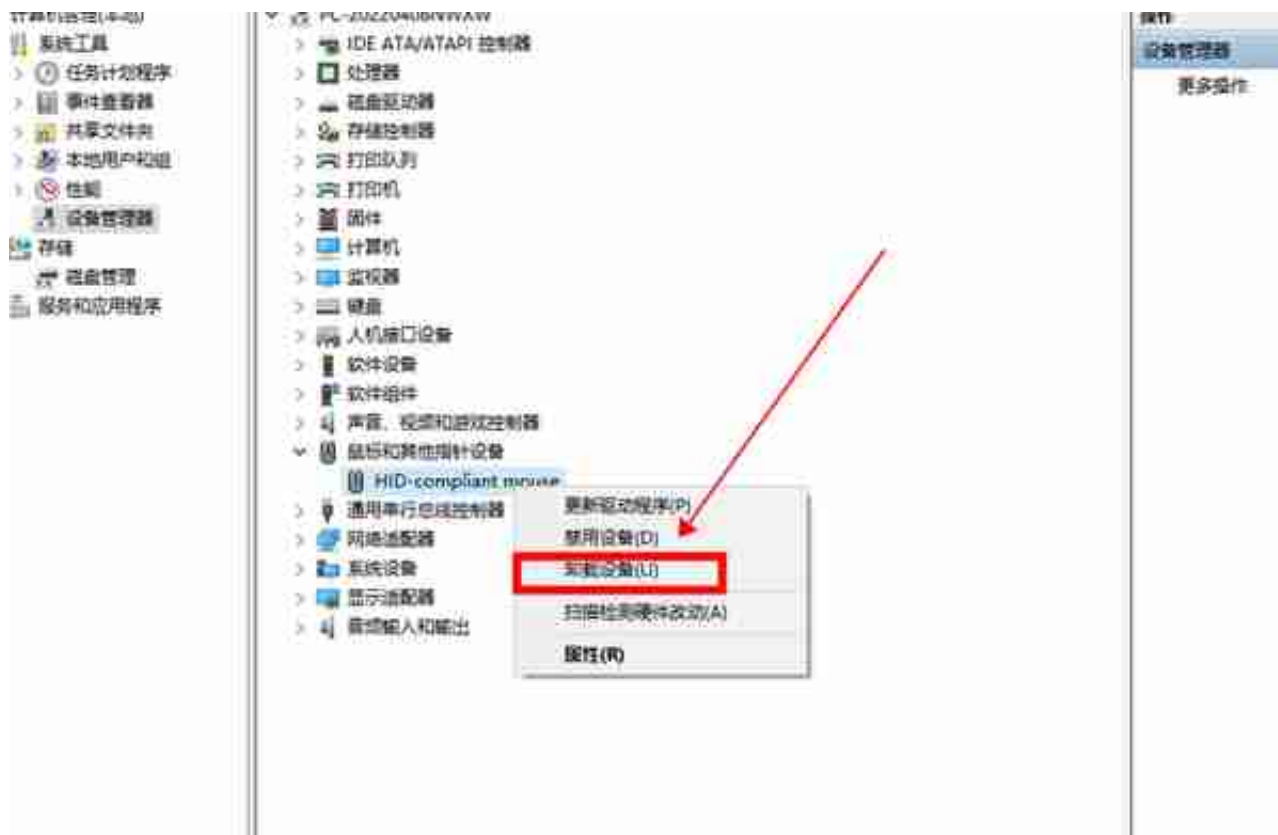 计算机管理(本地)
系统工具
任务计划程序
事件查看器
共享文件夹
本地用户和组
性能
设备管理器
存储
磁盘管理
服务和应用程序
PC-20220408NWXW
IDE ATA/ATAPI 控制器
处理器
磁盘驱动器
存储控制器
打印队列
打印机
固件
计算机
监视器
键盘
人机接口设备
软件设备
软件组件
声音、视频和游戏控制器
鼠标和其他指针设备
HID-compliant mouse
通用串行总线控制器
网络适配器
系统设备
显示适配器
音频输入和输出
更新驱动程序(P)
禁用设备(D)
卸载设备(U)
扫描检测硬件改动(A)
属性(R)
操作
设备管理器
更多操作